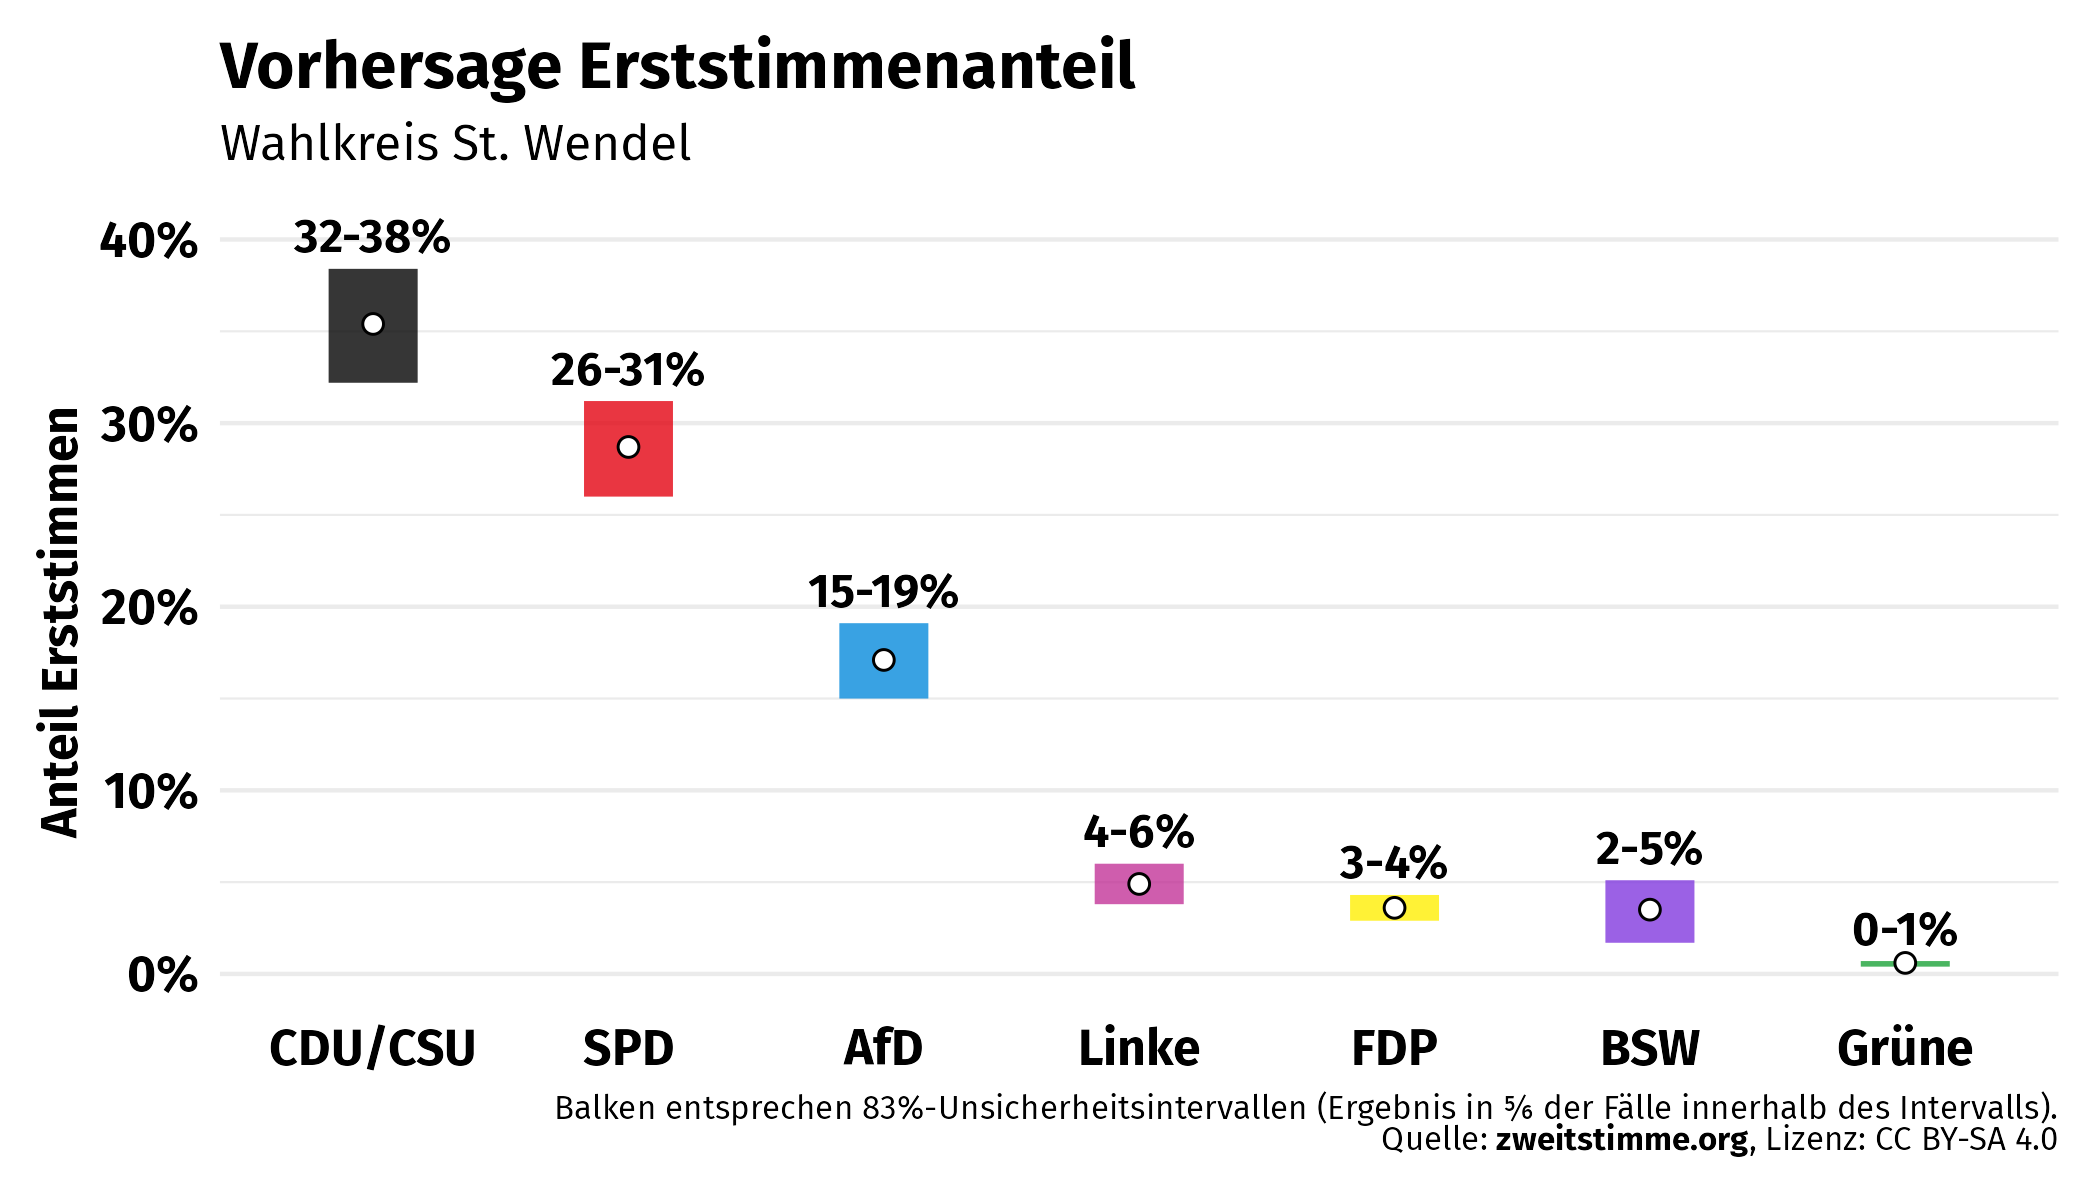 Vorhersage Erststimmenanteil
Wahlkreis St. Wendel
Anteil Erststimmen
40%
30%
20%
10%
0%
32-38%
26-31%
15-19%
4-6%
3-4%
2-5%
0-1%
CDU/CSU SPD AfD Linke FDP BSW Grüne
Balken entsprechen 83%-Unsicherheitsintervallen (Ergebnis in ⅚ der Fälle innerhalb des Intervalls).
Quelle: zweitstimme.org, Lizenz: CC BY-SA 4.0